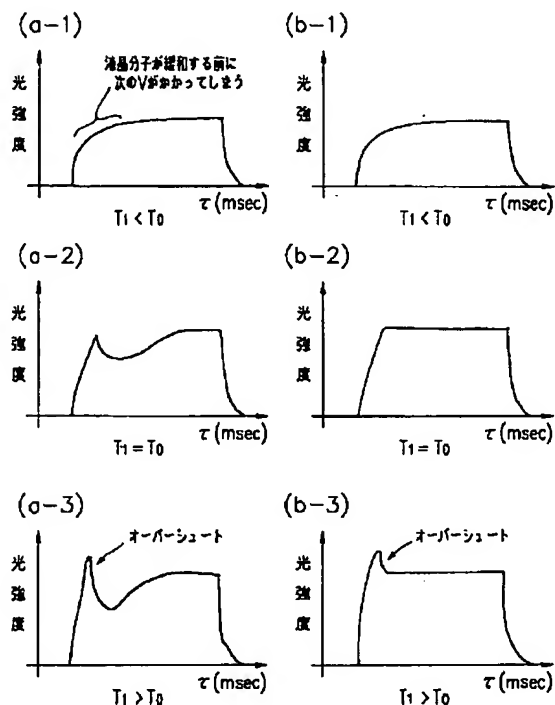 (a-1)
液晶分子が緩和する前に
次のVがかかってしまう
光強度
τ(msec)
T1 < T0
(b-1)
光強度
τ(msec)
T1 < T0
(a-2)
光強度
τ(msec)
T1 = T0
(b-2)
光強度
τ(msec)
T1 = T0
(a-3)
オーバーシュート
光強度
τ(msec)
T1 > T0
(b-3)
オーバーシュート
光強度
τ(msec)
T1 > T0